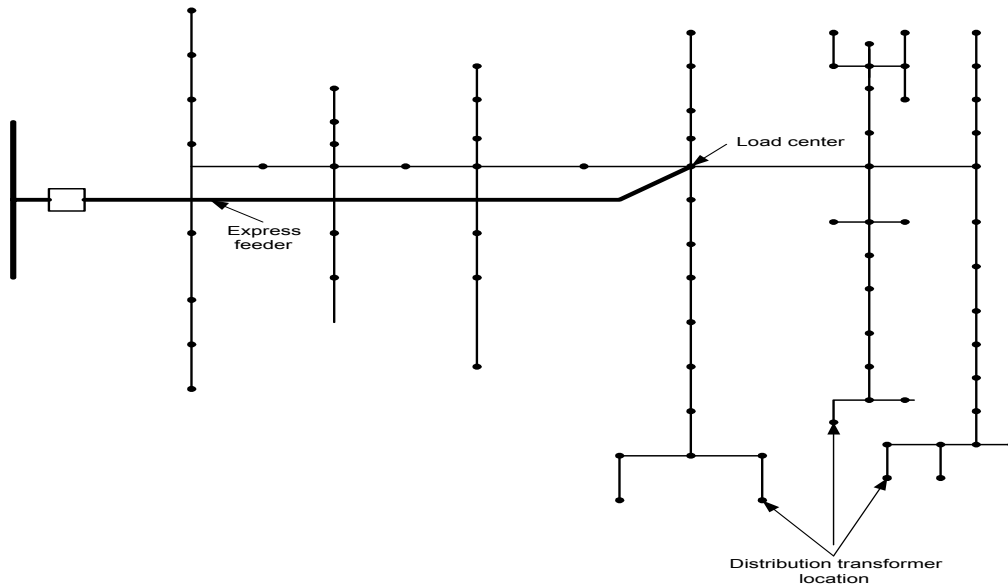 Load center
Express
feeder
Distribution transformer
location